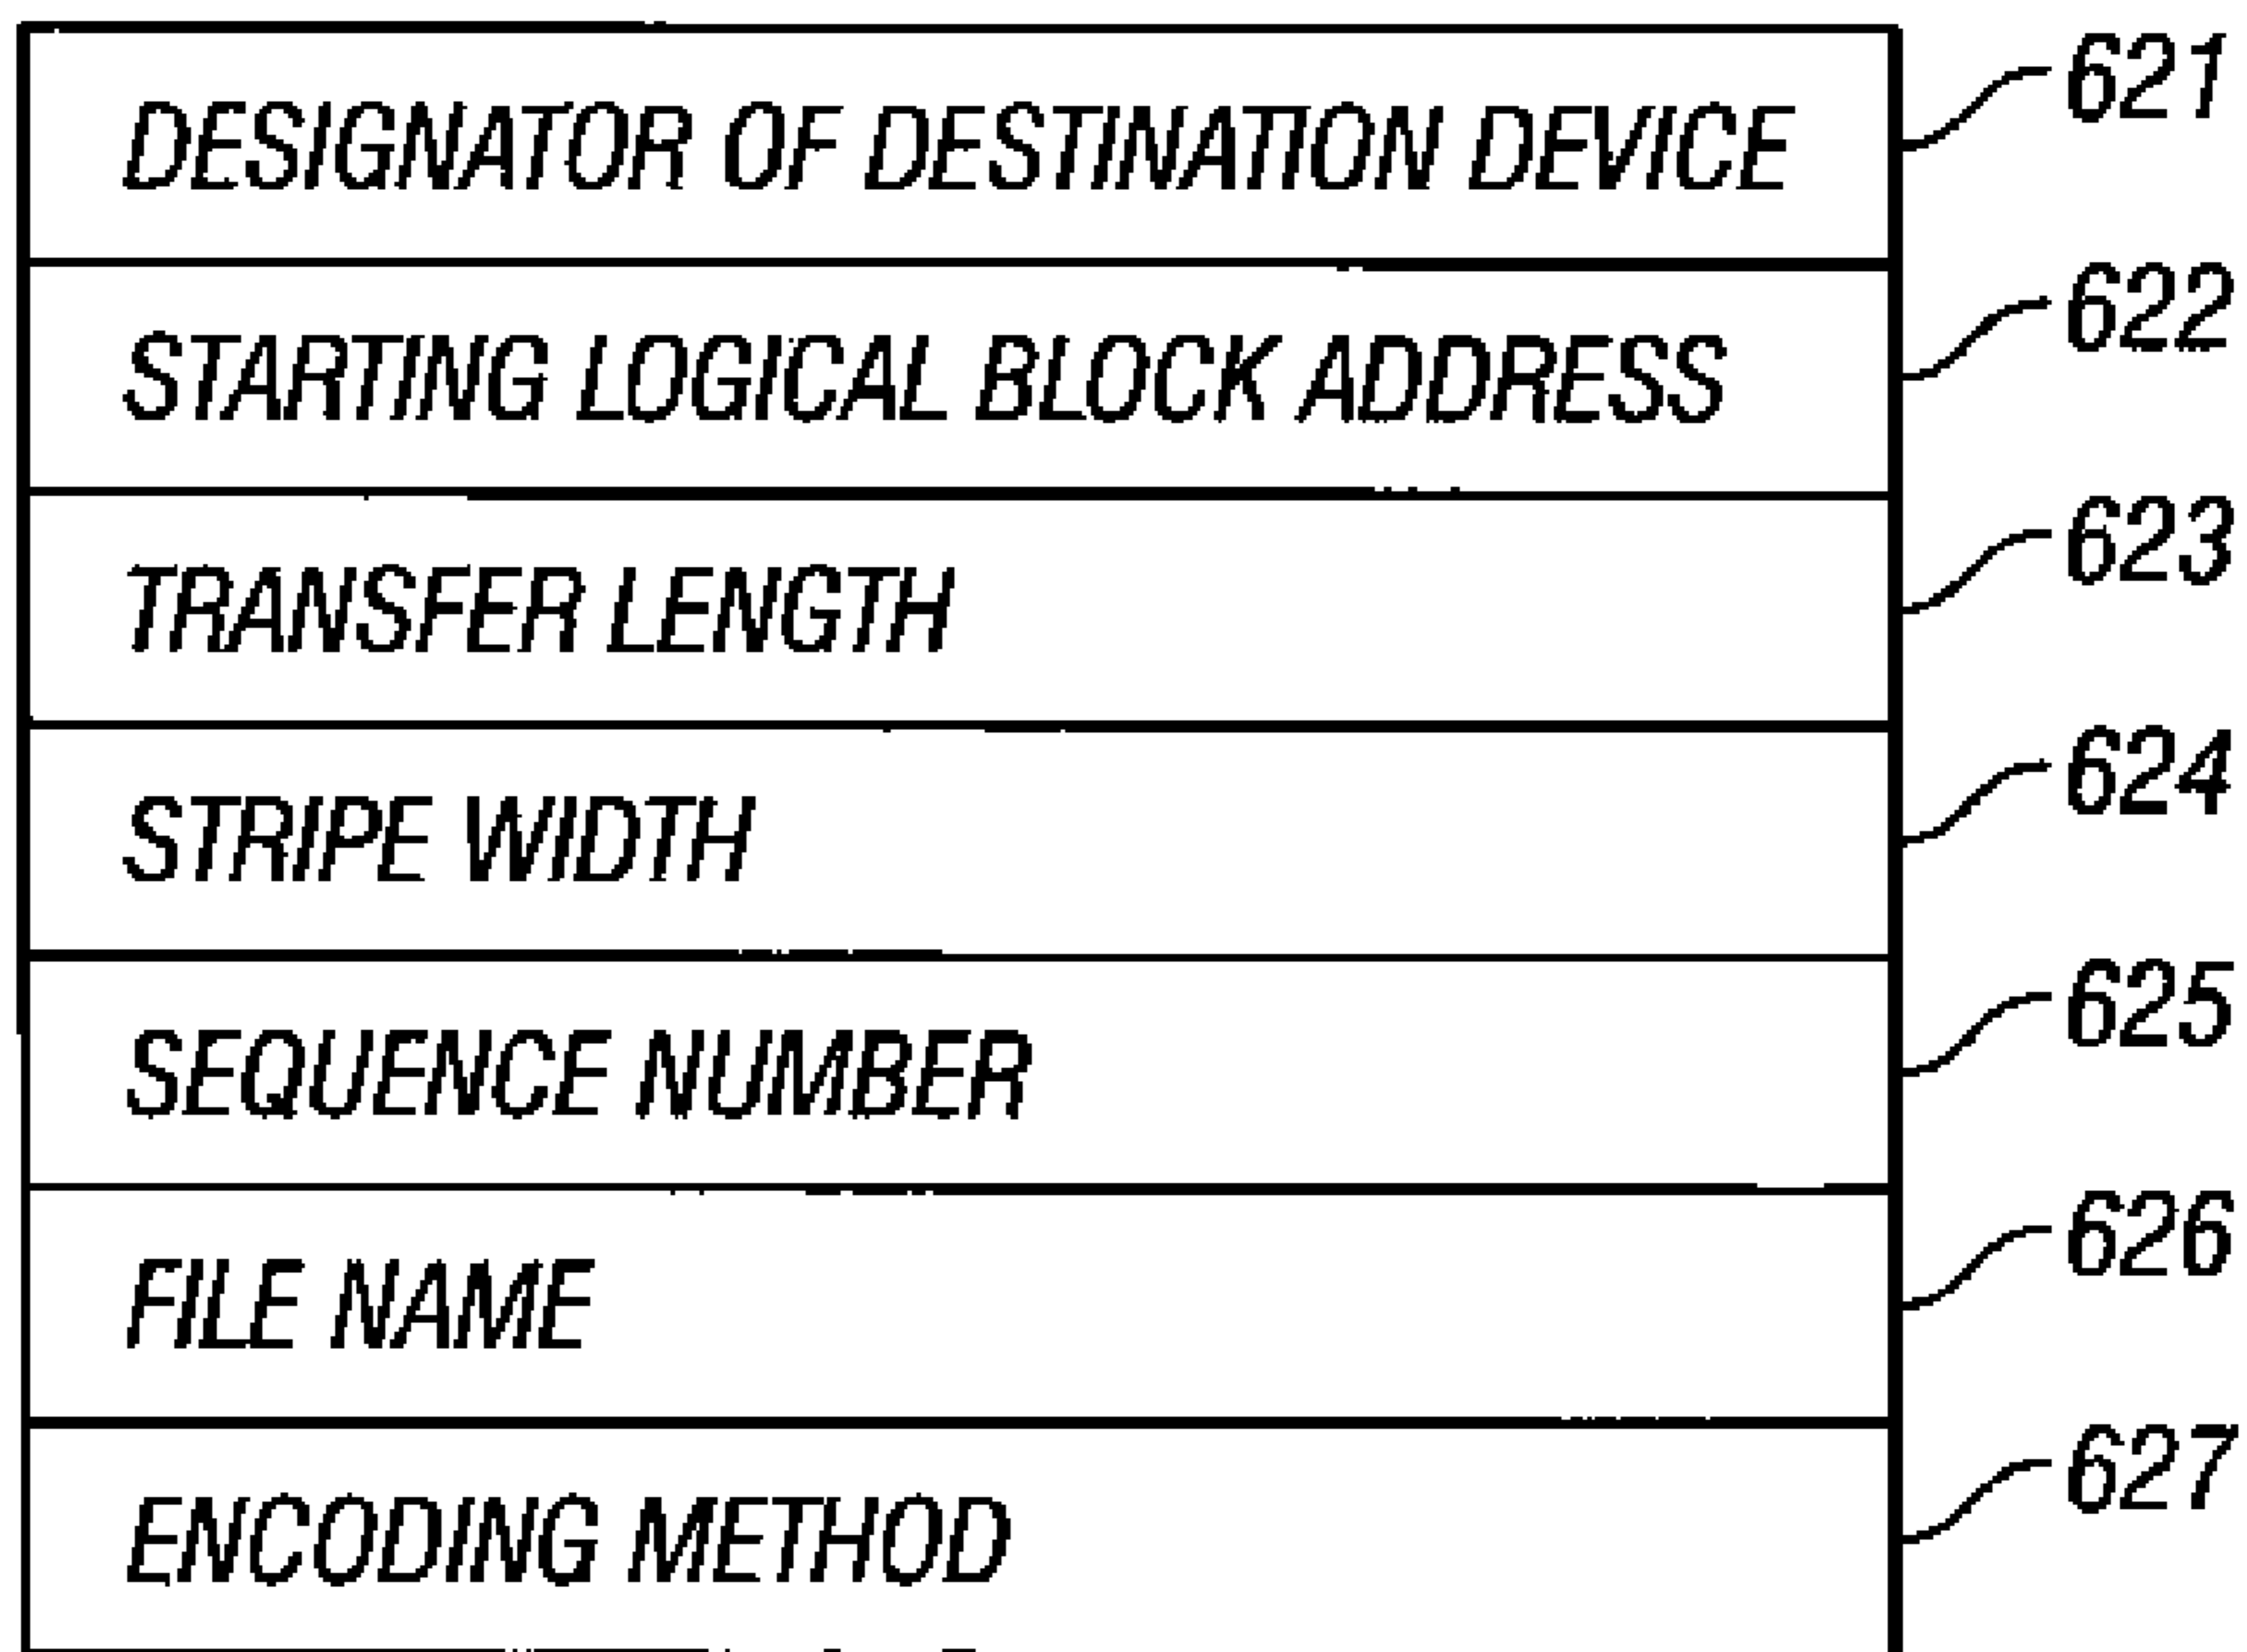 DESIGNATOR OF DESTINATION DEVICE 621
STARTING LOGICAL BLOCK ADDRESS 622
TRANSFER LENGTH 623
STRIPE WIDTH 624
SEQUENCE NUMBER 625
FILE NAME 626
ENCODING METHOD 627